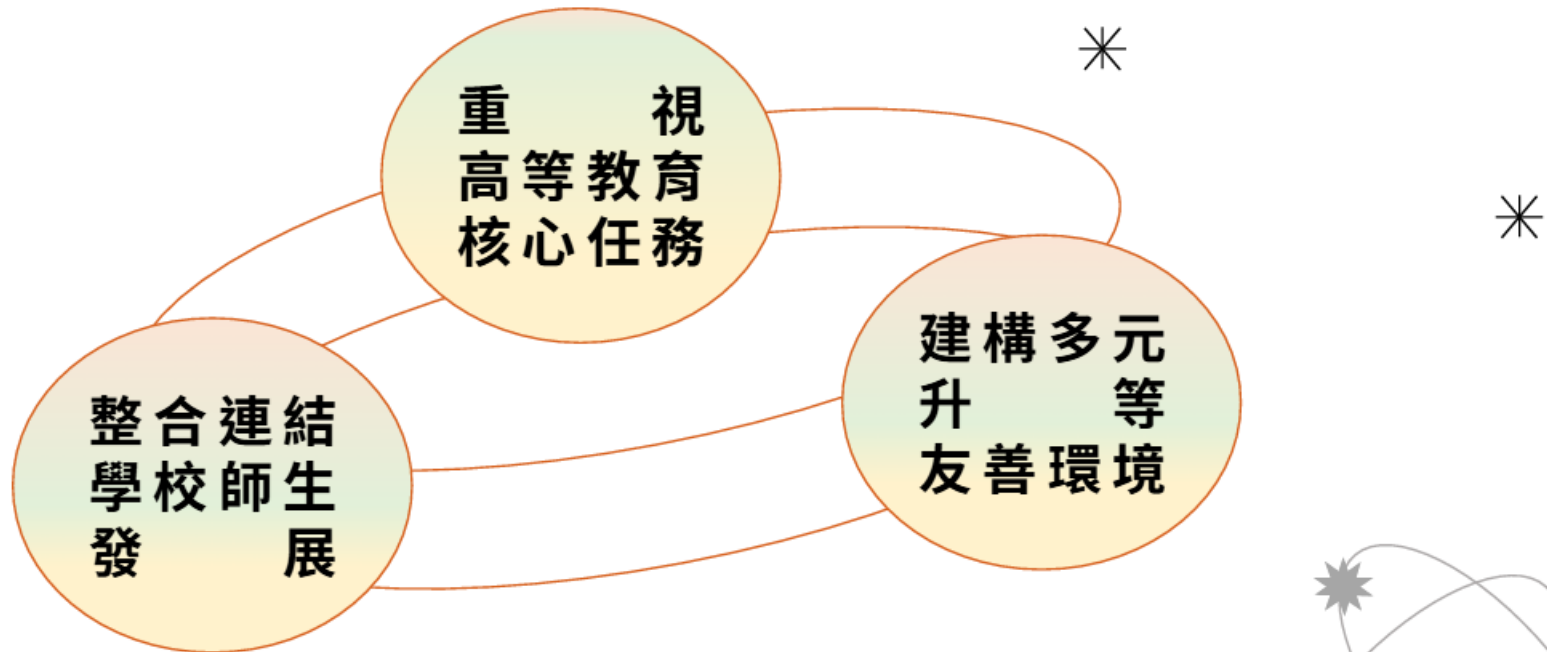 重視
高等教育
核心任務
建構多元
升等
友善環境
整合連結
學校師生
發展